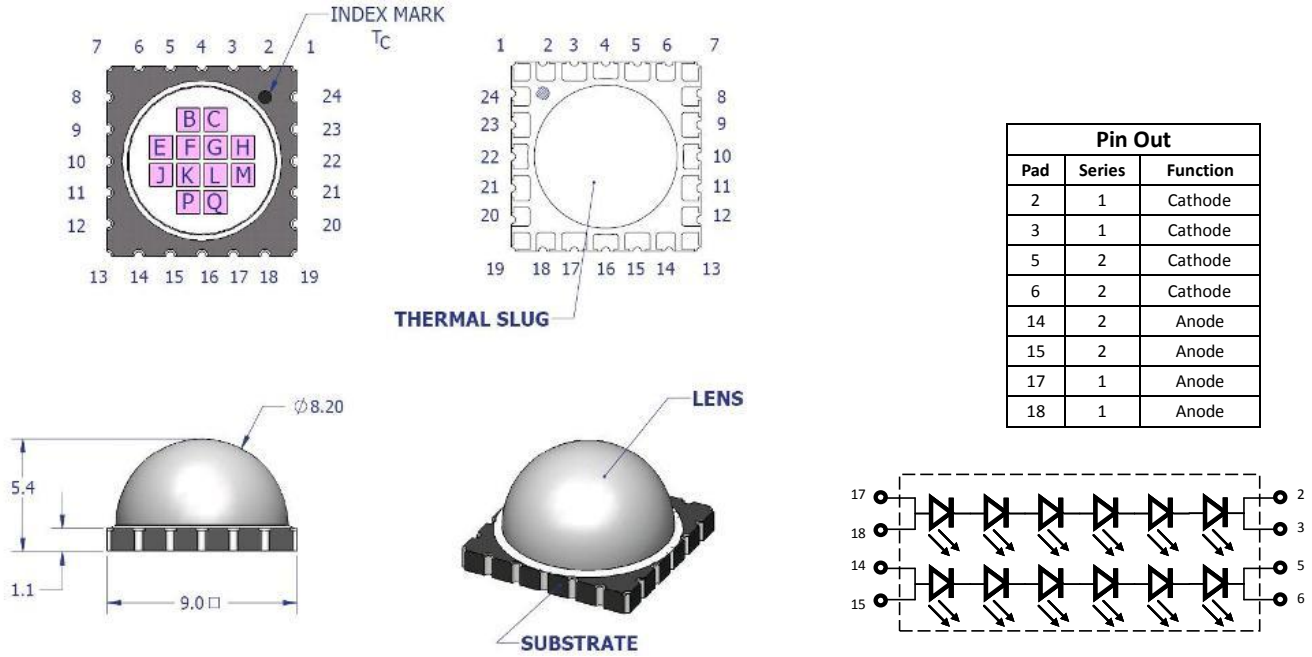 INDEX MARK
TC
7 6 5 4 3 2 1
8 24
9 23
10 22
11 21
12 20
13 14 15 16 17 18 19
B C
E F G H
J K L M
P Q
1 2 3 4 5 6 7
24 8
23 9
22 10
21 11
20 12
19 18 17 16 15 14 13
THERMAL SLUG
Pin Out
Pad Series Function
2 1 Cathode
3 1 Cathode
5 2 Cathode
6 2 Cathode
14 2 Anode
15 2 Anode
17 1 Anode
18 1 Anode
∅8.20
5.4
1.1
9.0 □
LENS
SUBSTRATE
17 2
18 3
14 5
15 6